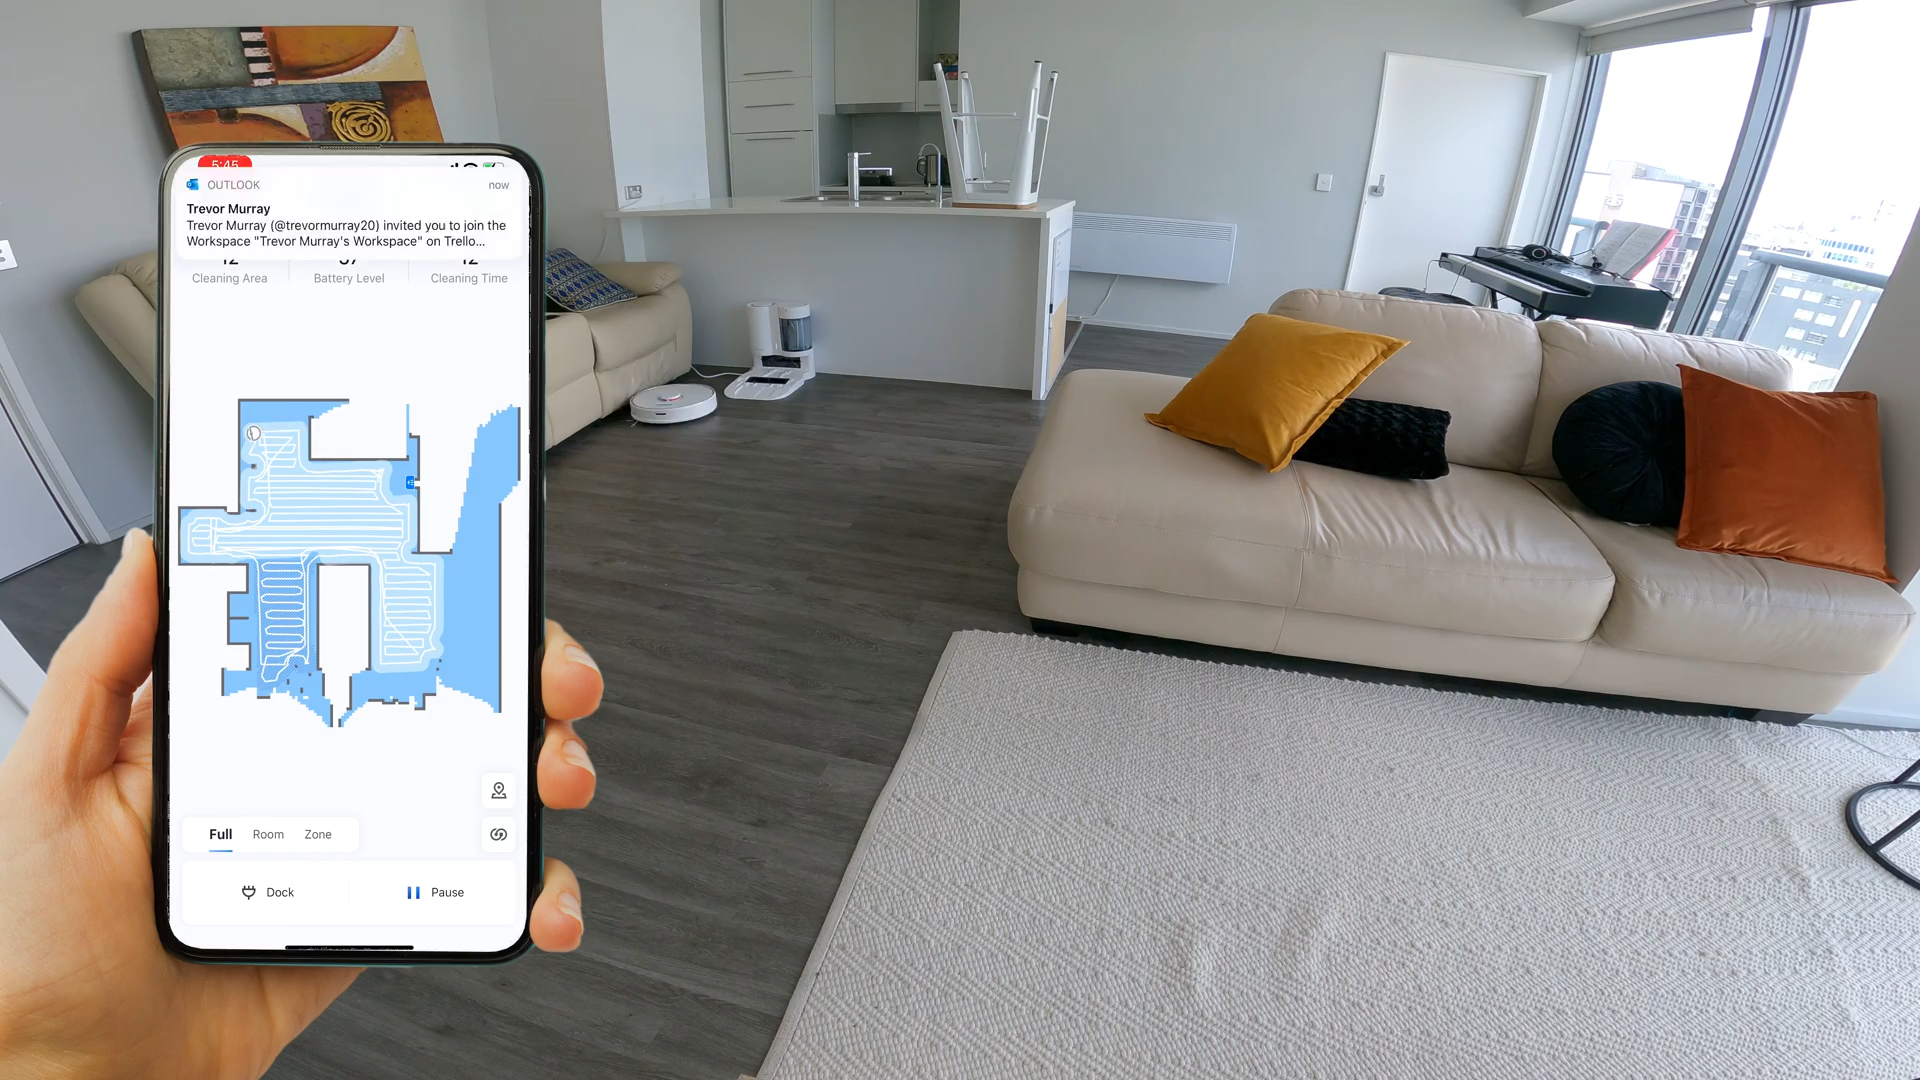 5:45
OUTLOOK
now
Trevor Murray
Trevor Murray (@trevormurray20) invited you to join the
Workspace "Trevor Murray's Workspace" on Trello...
Cleaning Area
Battery Level
Cleaning Time
Full
Room
Zone
Dock
Pause